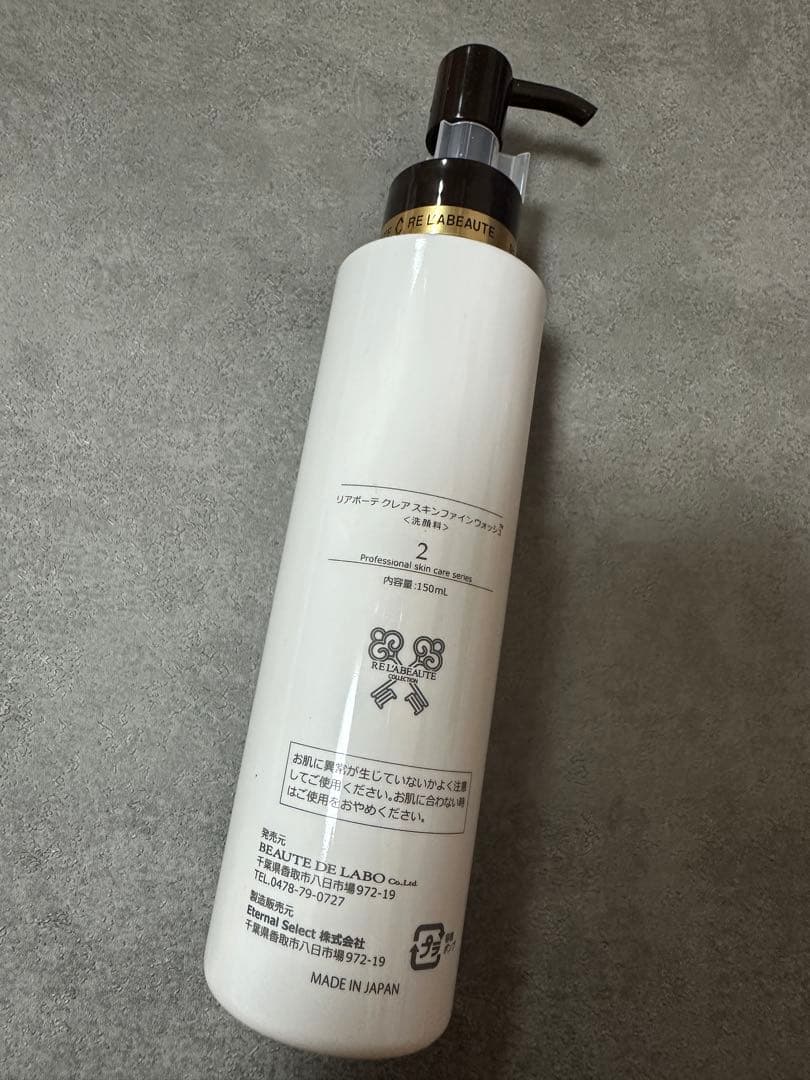 RE L'ABEAUTE
リアボーテ クレア スキンファインウォッシュ
<洗顔料>
2
Professional skin care series
内容量:150mL
RE L'ABEAUTE
COLLECTION
お肌に異常が生じていないかよく注意
してご使用ください。お肌に合わない時
はご使用をおやめください。
発売元
BEAUTE DE LABO Co.,Ltd.
千葉県香取市八日市場972-19
TEL.0478-79-0727
製造販売元
Eternal Select 株式会社
千葉県香取市八日市場972-19
プラ
MADE IN JAPAN